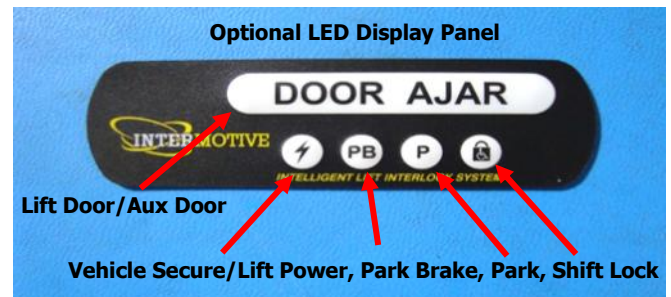 Optional LED Display Panel
DOOR AJAR
INTERMOTIVE
PB P
INTELLIGENT LIFT INTERLOCK SYSTEM
Lift Door/Aux Door
Vehicle Secure/Lift Power, Park Brake, Park, Shift Lock